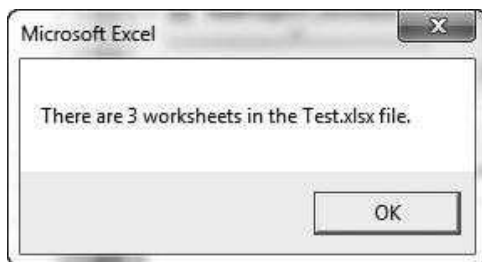 Microsoft Excel
There are 3 worksheets in the Test.xlsx file.
OK